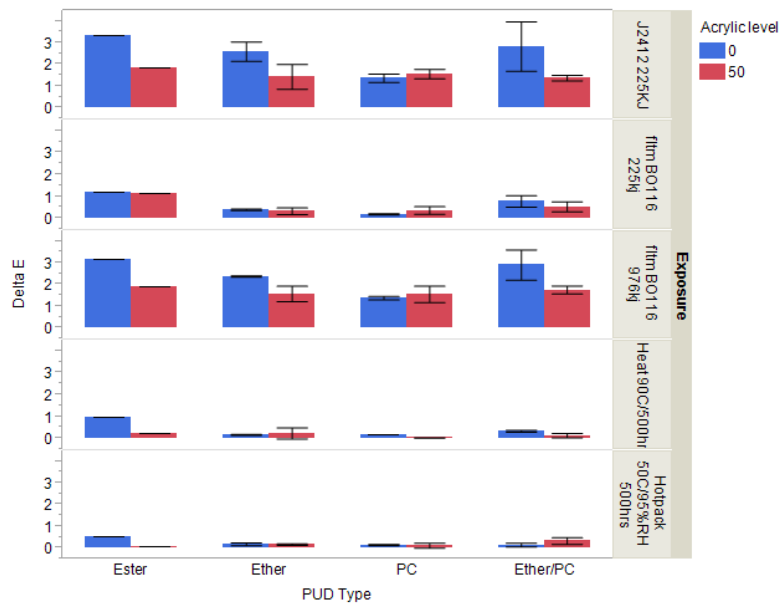 Acrylic level
0
50
3
2
1
0
J2412 225KJ
3
2
1
0
fltm BO116
225kj
3
2
1
0
fltm BO116
976kj
3
2
1
0
Heat 90C/500hr
3
2
1
0
Hotpack
50C/95%RH
500hrs
Delta E
Exposure
Ester
Ether
PC
Ether/PC
PUD Type